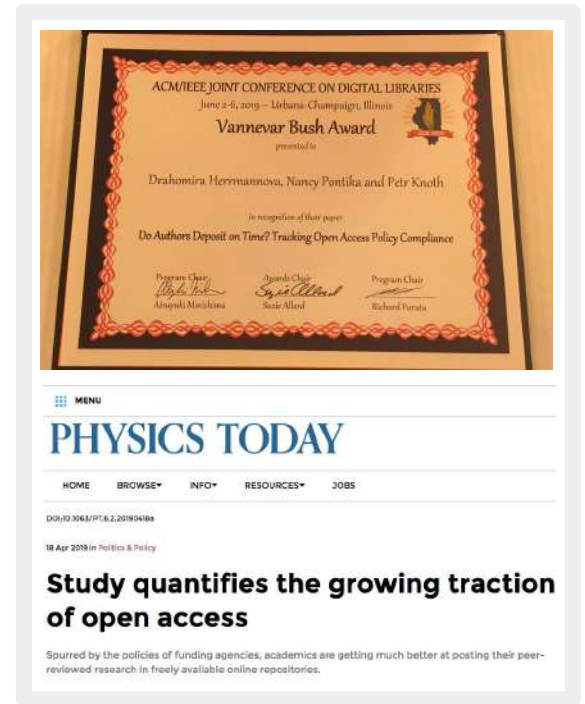 ACM/IEEE JOINT CONFERENCE ON DIGITAL LIBRARIES
June 2-6, 2019 – Urbana-Champaign, Illinois
Vannevar Bush Award
presented to
Drahomira Herrmannova, Nancy Pontika and Petr Knoth
in recognition of their paper
Do Authors Deposit on Time? Tracking Open Access Policy Compliance
Program Chair Awards Chair Program Chair
Suzie Allard
Atsuyuki Morishima Suzie Allard Richard Furuta
MENU
PHYSICS TODAY
HOME BROWSE▾ INFO▾ RESOURCES▾ JOBS
DOI:10.1063/PT.6.2.20190418a
18 Apr 2019 in Politics & Policy
Study quantifies the growing traction
of open access
Spurred by the policies of funding agencies, academics are getting much better at posting their peer-
reviewed research in freely available online repositories.